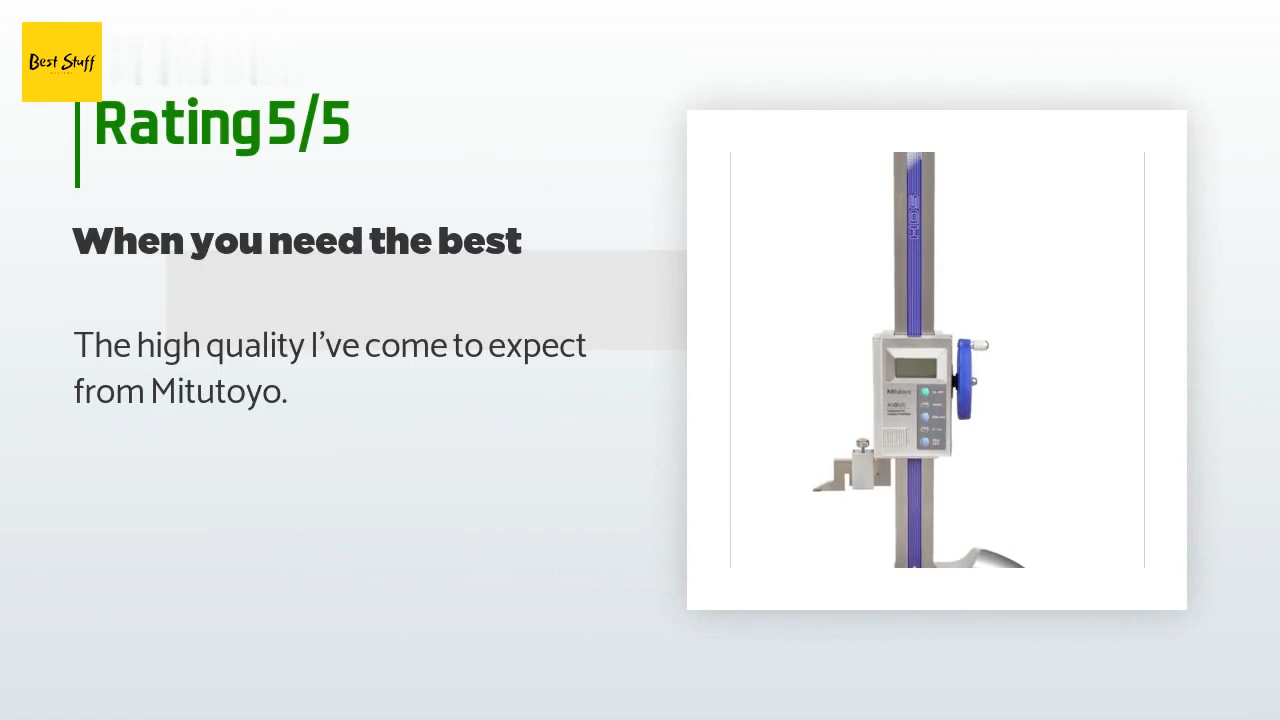 Best Stuff
Rating 5/5
When you need the best
The high quality I've come to expect
from Mitutoyo.
HDS
Mitutoyo